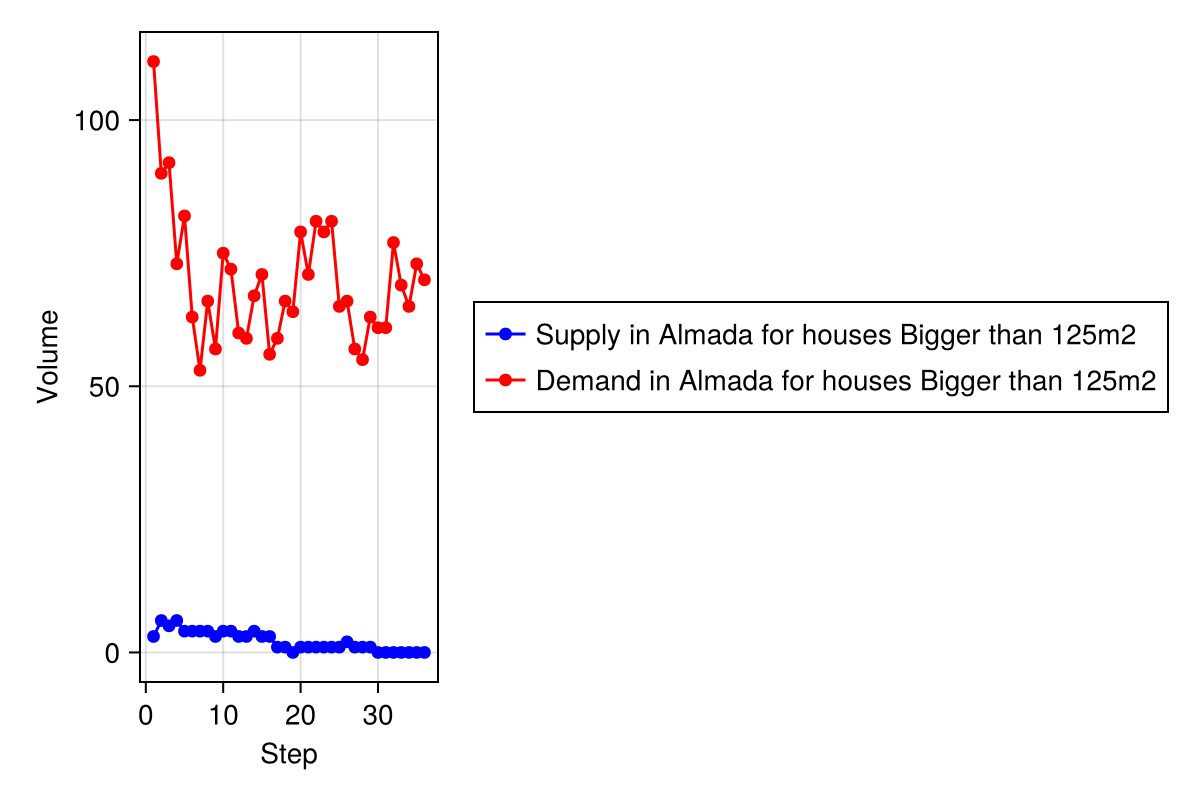 100
50
0
Volume
0 10 20 30
Step
Supply in Almada for houses Bigger than 125m2
Demand in Almada for houses Bigger than 125m2